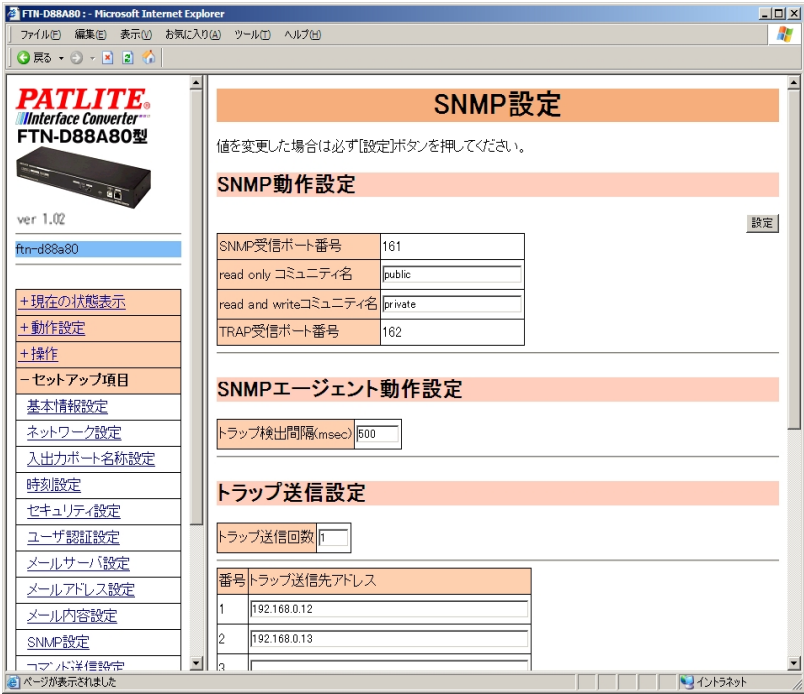 FTN-D88A80 : - Microsoft Internet Explorer
ファイル(F) 編集(E) 表示(V) お気に入り(A) ツール(T) ヘルプ(H)
戻る
PATLITE®
Interface Converter
FTN-D88A80型
ver 1.02
ftn-d88a80
+現在の状態表示
+動作設定
+操作
-セットアップ項目
基本情報設定
ネットワーク設定
入出力ポート名称設定
時刻設定
セキュリティ設定
ユーザ認証設定
メールサーバ設定
メールアドレス設定
メール内容設定
SNMP設定
コマンド送信設定
SNMP設定
値を変更した場合は必ず[設定]ボタンを押してください。
SNMP動作設定
設定
SNMP受信ポート番号 161
read only コミュニティ名 public
read and writeコミュニティ名 private
TRAP受信ポート番号 162
SNMPエージェント動作設定
トラップ検出間隔(msec) 500
トラップ送信設定
トラップ送信回数 1
番号 トラップ送信先アドレス
1 192.168.0.12
2 192.168.0.13
3
ページが表示されました
イントラネット